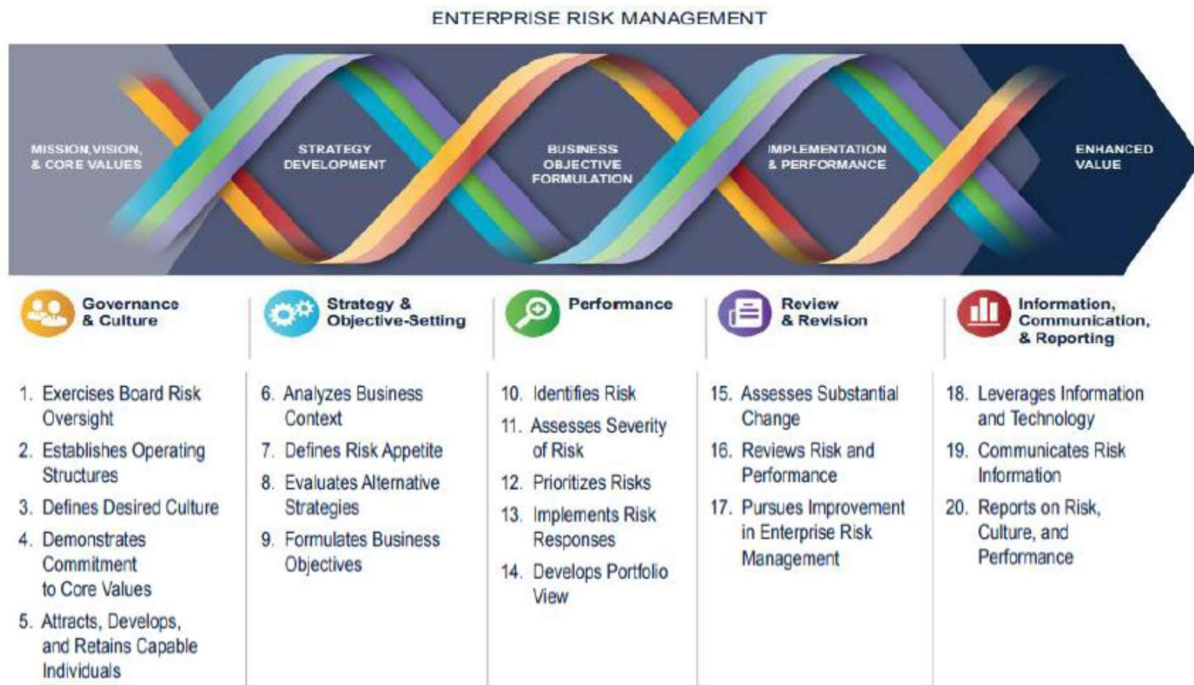 ENTERPRISE RISK MANAGEMENT
MISSION, VISION,
& CORE VALUES
STRATEGY
DEVELOPMENT
BUSINESS
OBJECTIVE
FORMULATION
IMPLEMENTATION
& PERFORMANCE
ENHANCED
VALUE
Governance
& Culture
1. Exercises Board Risk
Oversight
2. Establishes Operating
Structures
3. Defines Desired Culture
4. Demonstrates
Commitment
to Core Values
5. Attracts, Develops,
and Retains Capable
Individuals
Strategy &
Objective-Setting
6. Analyzes Business
Context
7. Defines Risk Appetite
8. Evaluates Alternative
Strategies
9. Formulates Business
Objectives
Performance
10. Identifies Risk
11. Assesses Severity
of Risk
12. Prioritizes Risks
13. Implements Risk
Responses
14. Develops Portfolio
View
Review
& Revision
15. Assesses Substantial
Change
16. Reviews Risk and
Performance
17. Pursues Improvement
in Enterprise Risk
Management
Information,
Communication,
& Reporting
18. Leverages Information
and Technology
19. Communicates Risk
Information
20. Reports on Risk,
Culture, and
Performance